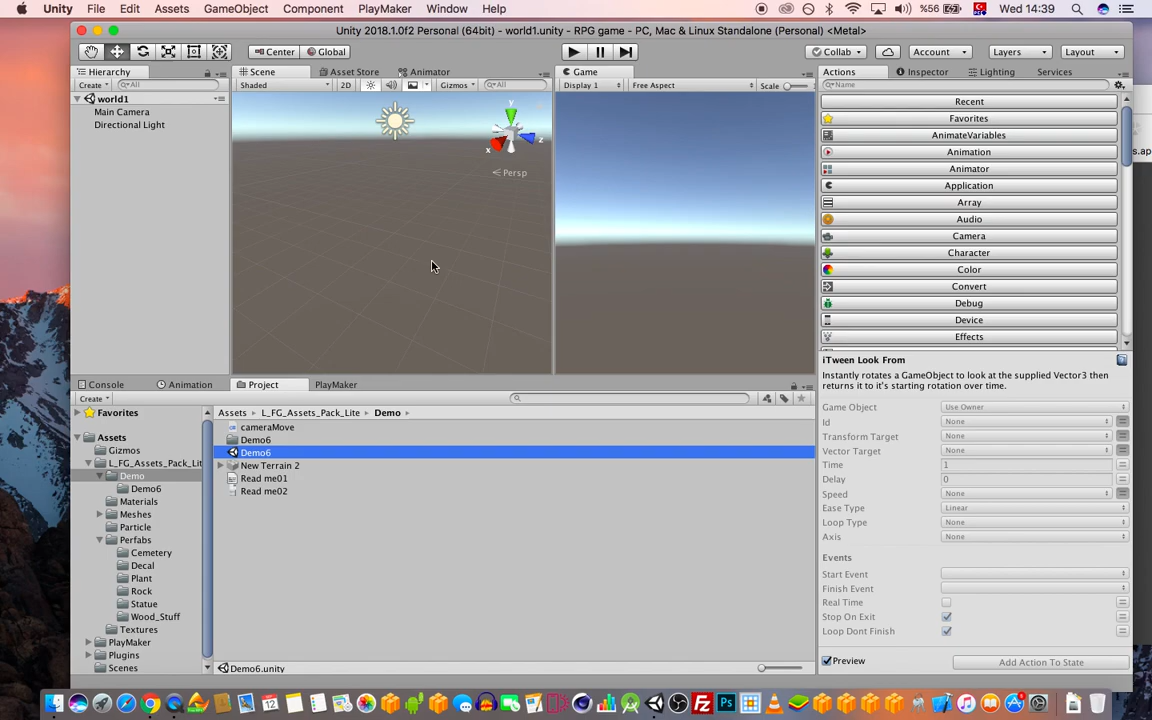 Unity File Edit Assets GameObject Component PlayMaker Window Help %56 Wed 14:39
Unity 2018.1.0f2 Personal (64bit) - world1.unity - RPG game - PC, Mac & Linux Standalone (Personal) <Metal>
Center Global Collab Account Layers Layout
Hierarchy Scene Asset Store Animator Game Actions Inspector Lighting Services
Create All Shaded 2D Gizmos All Display 1 Free Aspect Scale Name
world1
Main Camera
Directional Light
y
x
z
Persp
Recent
Favorites
AnimateVariables
Animation
Animator
Application
Array
Audio
Camera
Character
Color
Convert
Debug
Device
Effects
iTween Look From
Instantly rotates a GameObject to look at the supplied Vector3 then
returns it to it's starting rotation over time.
Game Object Use Owner
Id None
Transform Target None
Vector Target None
Time 1
Delay 0
Speed None
Ease Type Linear
Loop Type None
Axis None
Events
Start Event
Finish Event
Real Time
Stop On Exit
Loop Dont Finish
Preview Add Action To State
Console Animation Project PlayMaker
Create
Favorites
Assets
Gizmos
L_FG_Assets_Pack_Lit
Demo
Demo6
Materials
Meshes
Particle
Perfabs
Cemetery
Decal
Plant
Rock
Statue
Wood_Stuff
Textures
PlayMaker
Plugins
Scenes
Assets L_FG_Assets_Pack_Lite Demo
cameraMove
Demo6
Demo6
New Terrain 2
Read me01
Read me02
Demo6.unity
s.ap
12
Fz
Ps